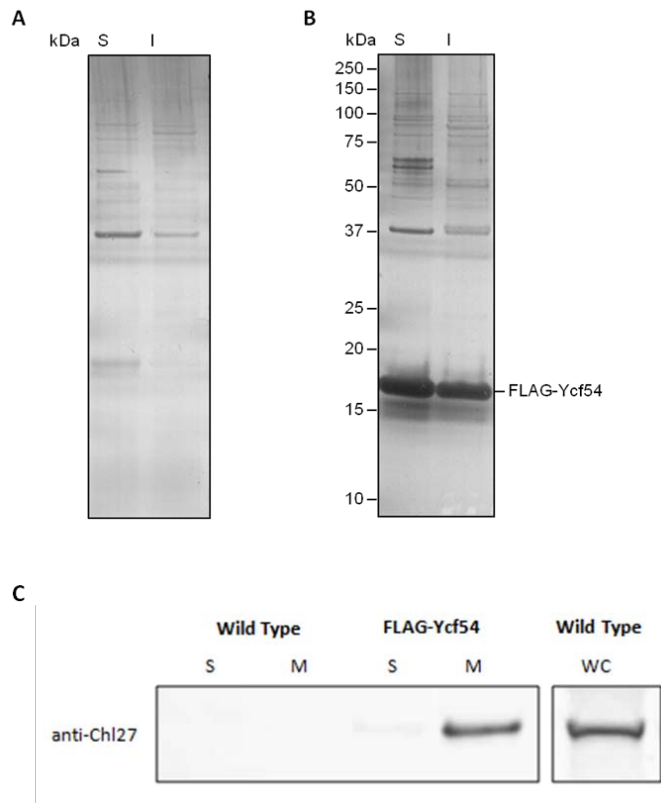 A
B
kDa S I
kDa S I
250
150
100
75
50
37
25
20
FLAG-Ycf54
15
10
C
Wild Type FLAG-Ycf54 Wild Type
S M S M WC
anti-Chl27